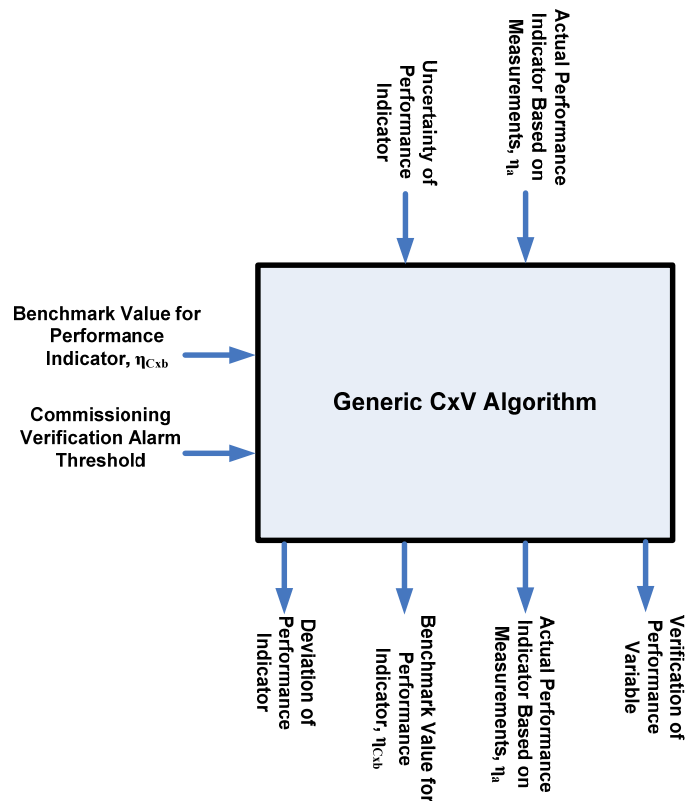 Uncertainty of
Performance
Indicator
Actual Performance
Indicator Based on
Measurements, ηa
Benchmark Value for
Performance
Indicator, ηCxb
Commissioning
Verification Alarm
Threshold
Generic CxV Algorithm
Deviation of
Performance
Indicator
Benchmark Value for
Performance
Indicator, ηCxb
Actual Performance
Indicator Based on
Measurements, ηa
Verification of
Performance
Variable